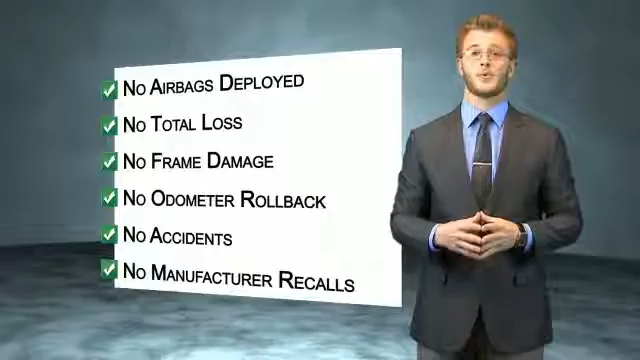 No Airbags Deployed
No Total Loss
No Frame Damage
No Odometer Rollback
No Accidents
No Manufacturer Recalls